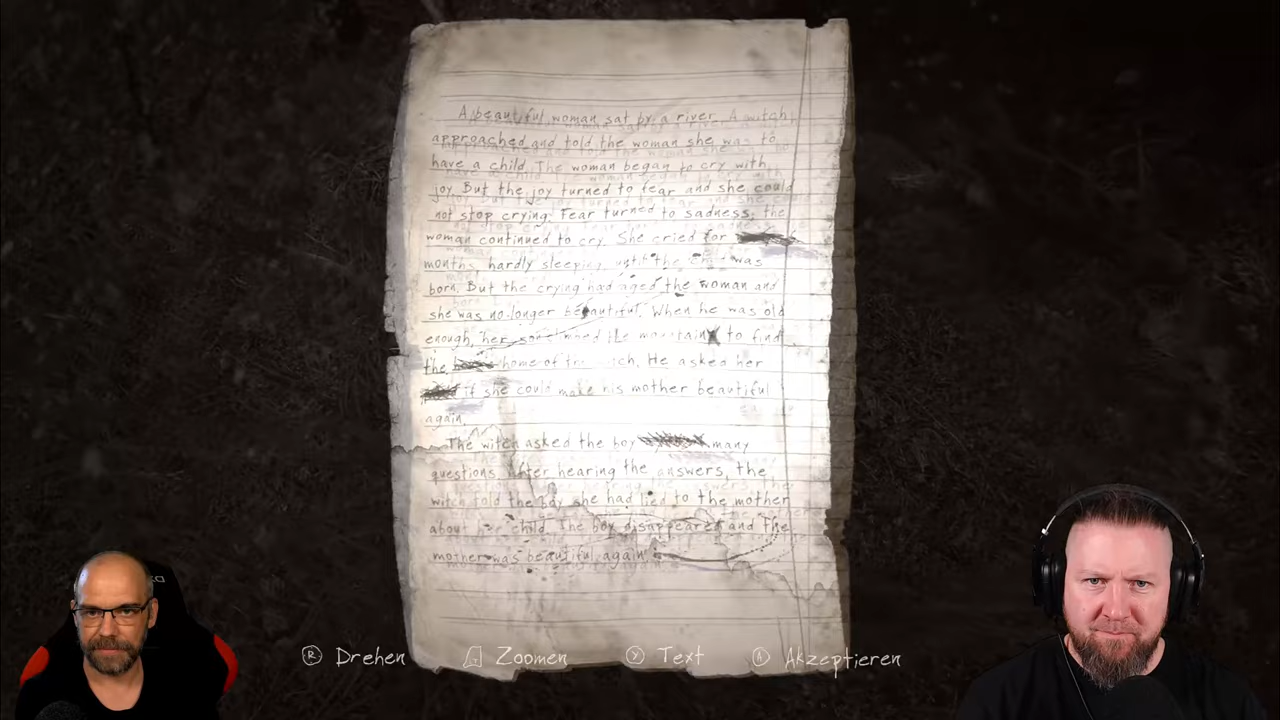 A beautiful woman sat by a river. A witch
approached and told the woman she was to
have a child. The woman began to cry with
joy. But the joy turned to fear and she could
not stop crying. Fear turned to sadness; the
woman continued to cry. She cried for
months, hardly sleeping, until the child was
born. But the crying had aged the woman and
she was no longer beautiful. When he was old
enough, her son climbed the mountain to find
the home of the witch. He asked her
if she could make his mother beautiful
again.
The witch asked the boy many
questions. After hearing the answers, the
witch told the boy she had lied to the mother
about her child. The boy disappeared and the
mother was beautiful again.
R Drehen Zoomen Y Text A Akzeptieren